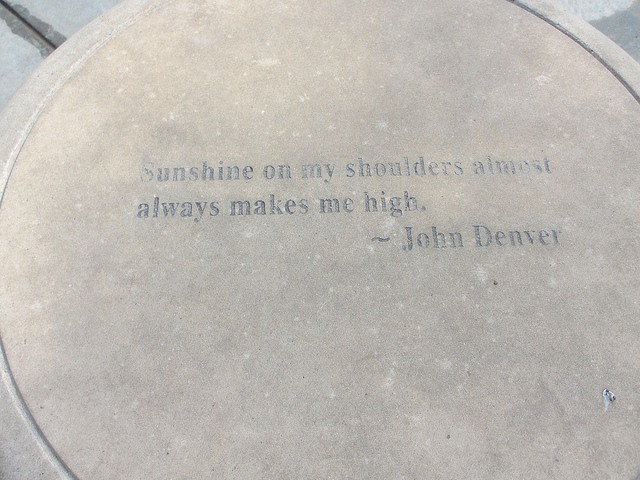 Sunshine on my shoulders almost
always makes me high.
~ John Denver